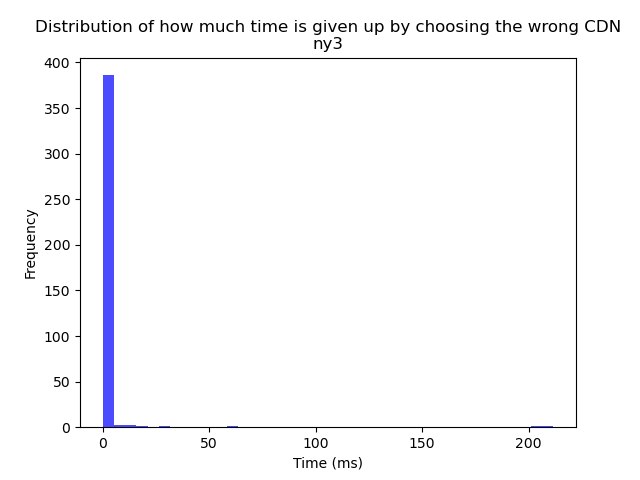 Distribution of how much time is given up by choosing the wrong CDN
ny3
400
350
300
250
200
150
100
50
0
Frequency
0 50 100 150 200
Time (ms)